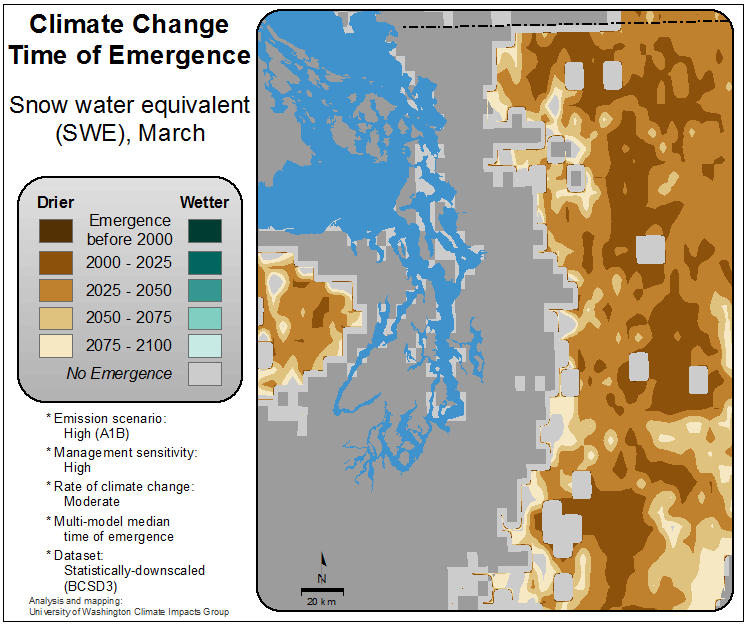 Climate Change
Time of Emergence
Snow water equivalent
(SWE), March
Drier
Wetter
Emergence
before 2000
2000 - 2025
2025 - 2050
2050 - 2075
2075 - 2100
No Emergence
* Emission scenario:
High (A1B)
* Management sensitivity:
High
* Rate of climate change:
Moderate
* Multi-model median
time of emergence
* Dataset:
Statistically-downscaled
(BCSD3)
Analysis and mapping:
University of Washington Climate Impacts Group
N
20 km